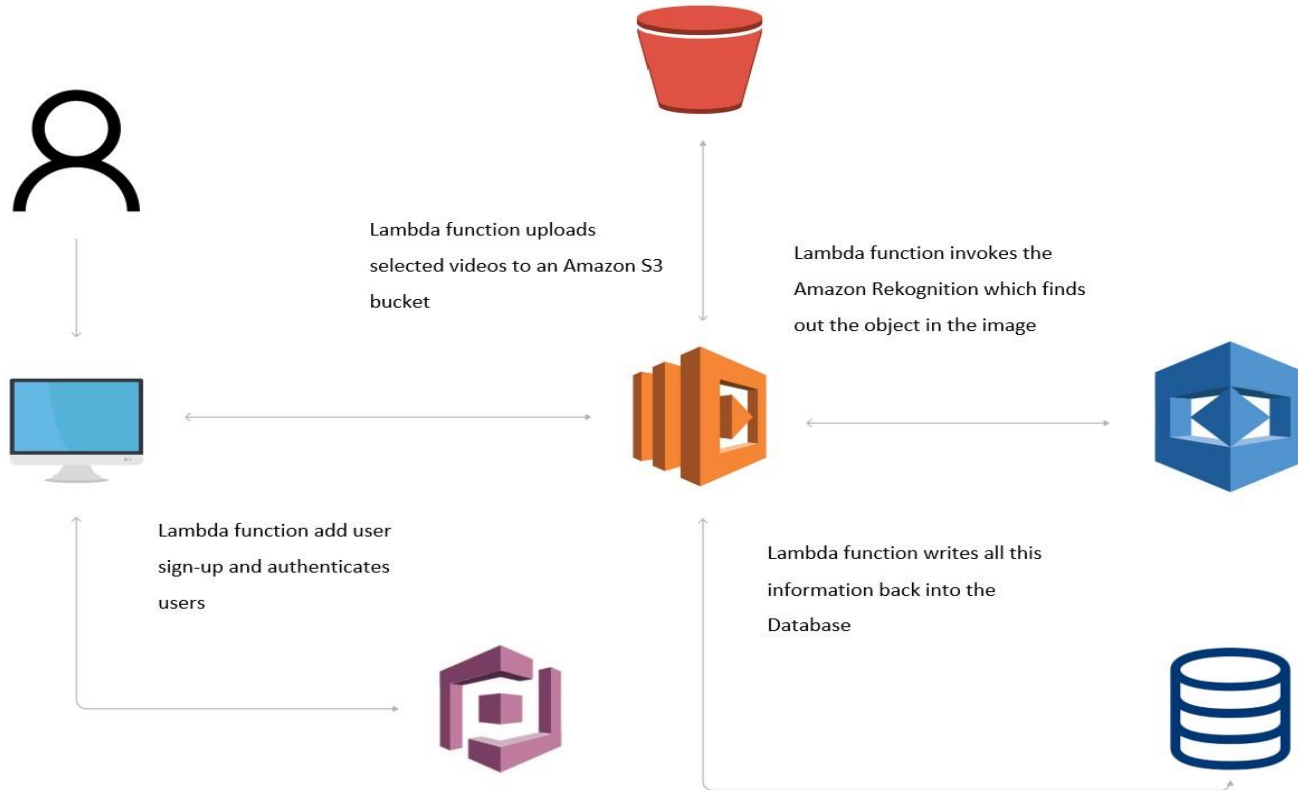 Lambda function uploads
selected videos to an Amazon S3
bucket
Lambda function invokes the
Amazon Rekognition which finds
out the object in the image
Lambda function add user
sign-up and authenticates
users
Lambda function writes all this
information back into the
Database